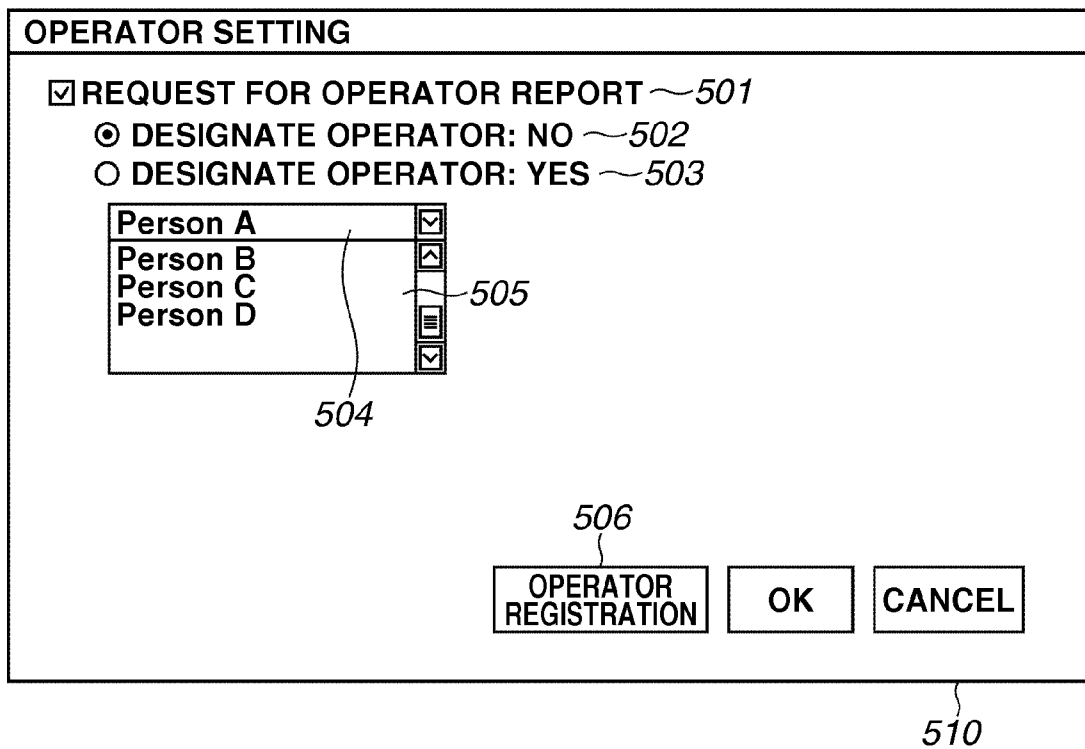 OPERATOR SETTING
REQUEST FOR OPERATOR REPORT 501
DESIGNATE OPERATOR: NO 502
DESIGNATE OPERATOR: YES 503
Person A
Person B
Person C
Person D
505
504
506
OPERATOR
REGISTRATION
OK
CANCEL
510